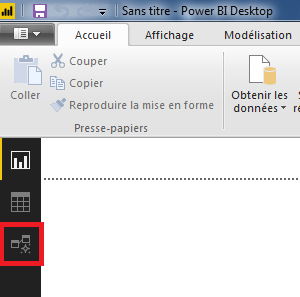 Sans titre - Power BI Desktop
Accueil Affichage Modélisation
Couper
Copier
Reproduire la mise en forme
Coller
Presse-papiers
Obtenir les
données